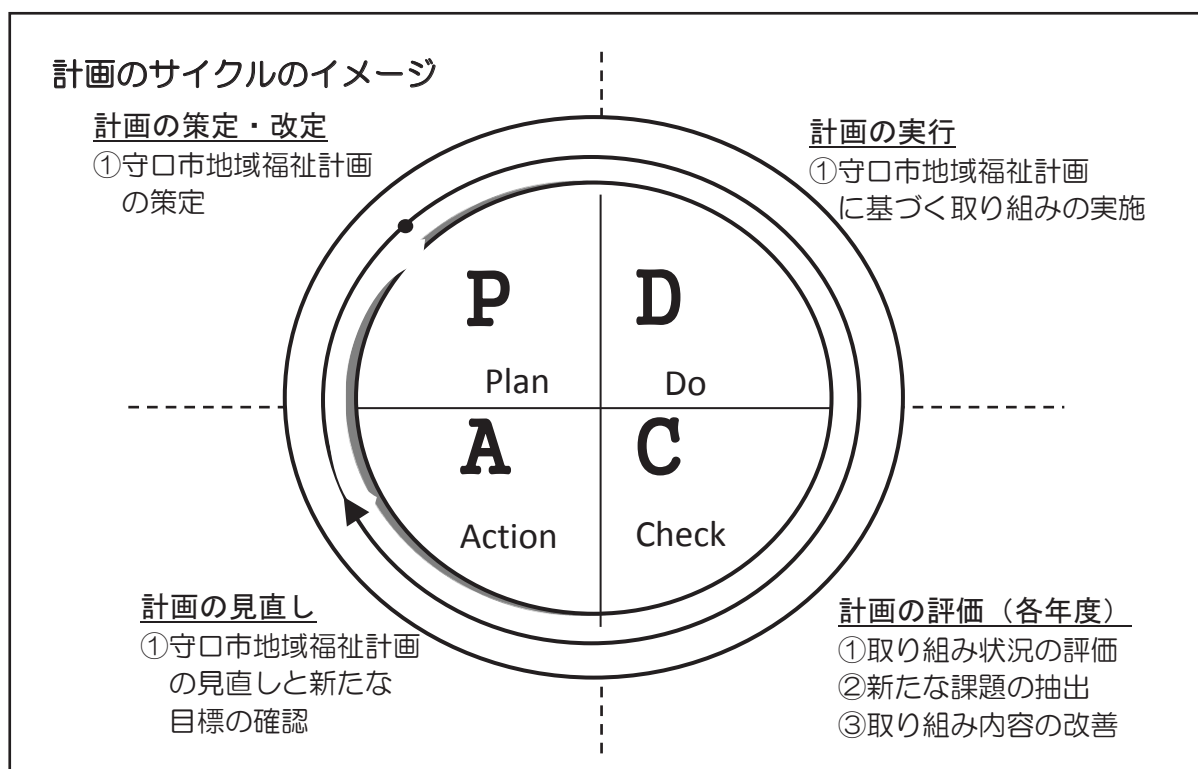 計画のサイクルのイメージ
計画の策定・改定
①守口市地域福祉計画
の策定
計画の実行
①守口市地域福祉計画
に基づく取り組みの実施
P
Plan
D
Do
A
Action
C
Check
計画の見直し
①守口市地域福祉計画
の見直しと新たな
目標の確認
計画の評価（各年度）
①取り組み状況の評価
②新たな課題の抽出
③取り組み内容の改善